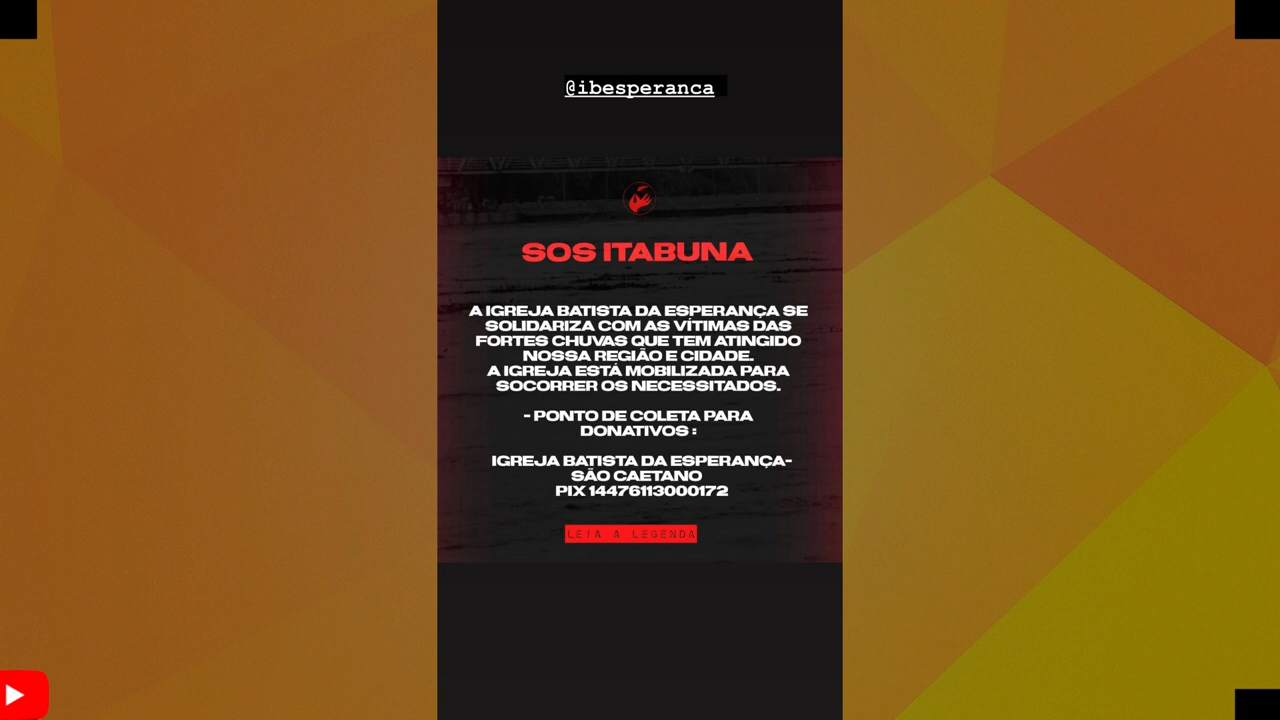 @ibesperanca
SOS ITABUNA
A IGREJA BATISTA DA ESPERANÇA SE
SOLIDARIZA COM AS VÍTIMAS DAS
FORTES CHUVAS QUE TEM ATINGIDO
NOSSA REGIÃO E CIDADE.
A IGREJA ESTÁ MOBILIZADA PARA
SOCORRER OS NECESSITADOS.
- PONTO DE COLETA PARA
DONATIVOS :
IGREJA BATISTA DA ESPERANÇA-
SÃO CAETANO
PIX 14476113000172
LEIA A LEGENDA